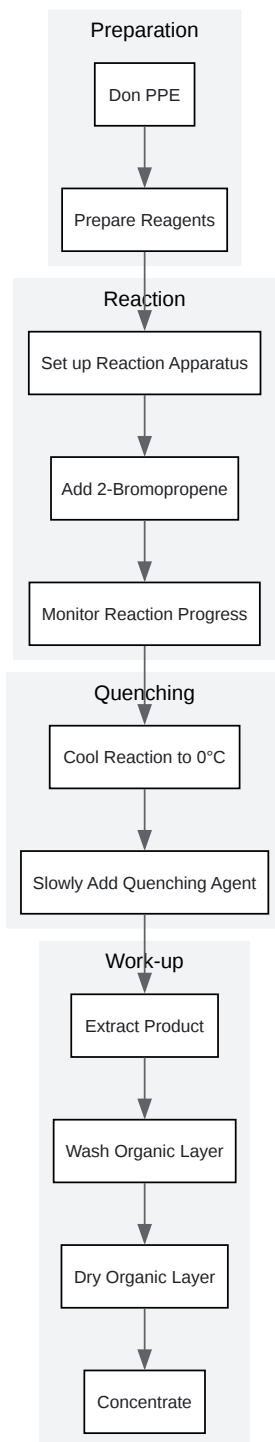 Preparation
Don PPE
Prepare Reagents
Reaction
Set up Reaction Apparatus
Add 2-Bromopropene
Monitor Reaction Progress
Quenching
Cool Reaction to 0°C
Slowly Add Quenching Agent
Work-up
Extract Product
Wash Organic Layer
Dry Organic Layer
Concentrate